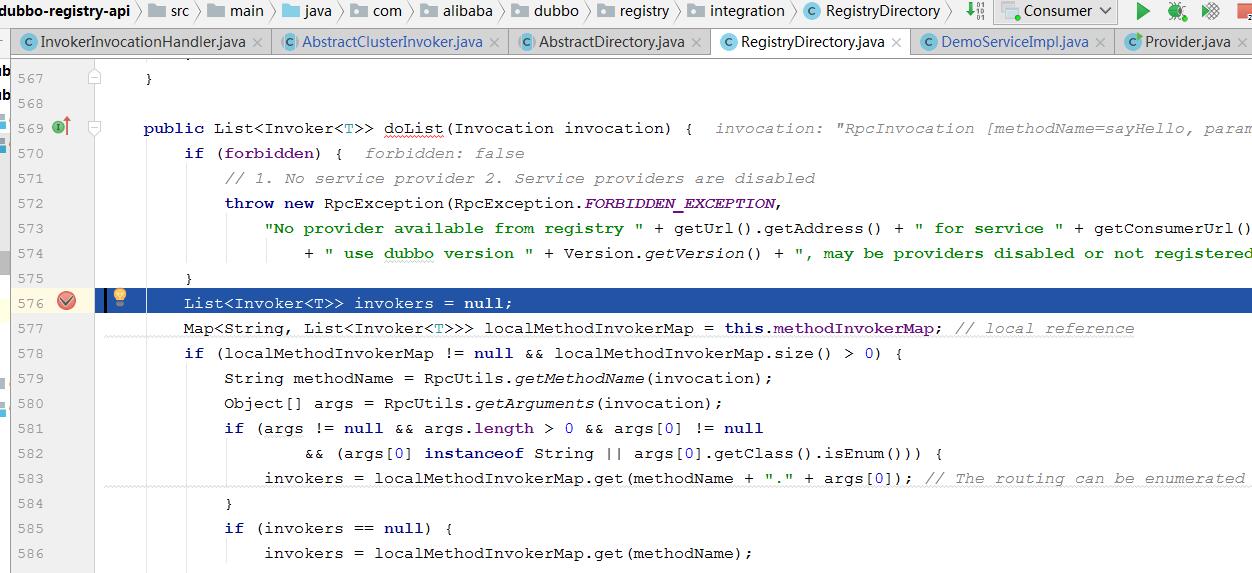 dubbo-registry-api src main java com alibaba dubbo registry integration RegistryDirectory Consumer
InvokerInvocationHandler.java AbstractClusterInvoker.java AbstractDirectory.java RegistryDirectory.java DemoServiceImpl.java Provider.java
567 }
568
569 public List<Invoker<T>> doList(Invocation invocation) { invocation: "RpcInvocation [methodName=sayHello, param
570 if (forbidden) { forbidden: false
571 // 1. No service provider 2. Service providers are disabled
572 throw new RpcException(RpcException.FORBIDDEN_EXCEPTION,
573 "No provider available from registry " + getUrl().getAddress() + " for service " + getConsumerUrl()
574 + " use dubbo version " + Version.getVersion() + ", may be providers disabled or not registered
575 }
576 List<Invoker<T>> invokers = null;
577 Map<String, List<Invoker<T>>> localMethodInvokerMap = this.methodInvokerMap; // local reference
578 if (localMethodInvokerMap != null && localMethodInvokerMap.size() > 0) {
579 String methodName = RpcUtils.getMethodName(invocation);
580 Object[] args = RpcUtils.getArguments(invocation);
581 if (args != null && args.length > 0 && args[0] != null
582 && (args[0] instanceof String || args[0].getClass().isEnum())) {
583 invokers = localMethodInvokerMap.get(methodName + "." + args[0]); // The routing can be enumerated
584 }
585 if (invokers == null) {
586 invokers = localMethodInvokerMap.get(methodName);